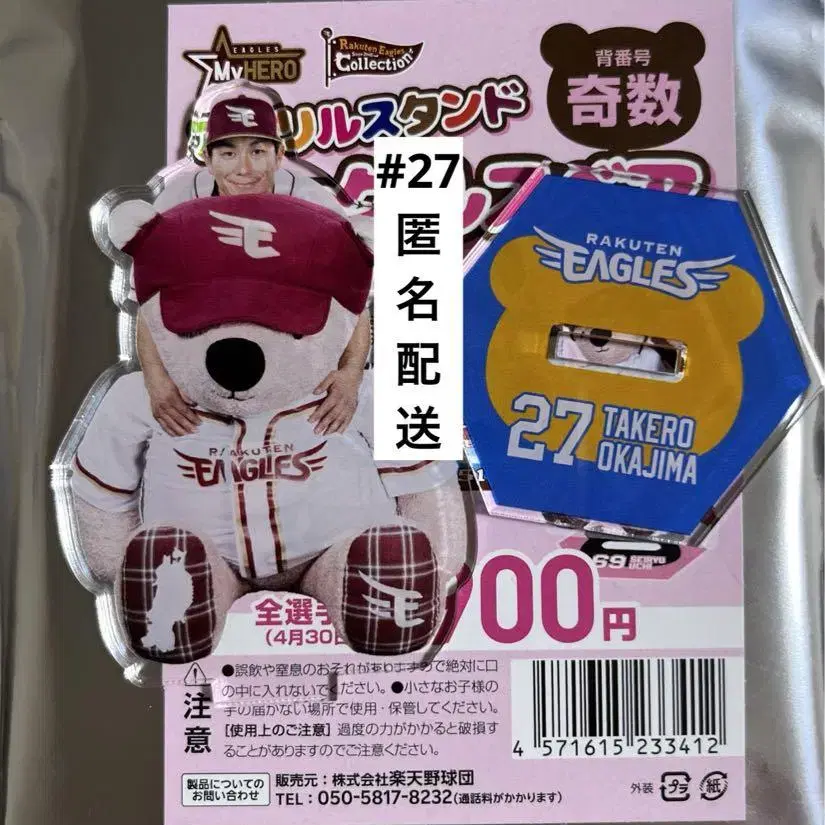 EAGLES
MyHERO
Rakuten Eagles
Collection
背番号
奇数
リルスタンド
#27
匿名配送
RAKUTEN
EAGLES
27 TAKERO
OKAJIMA
RAKUTEN
EAGLES
69 SEIRYU
UCHI
00円
全選手
(4月30日
注意
●誤飲や窒息のおそれがありますので絶対に口
の中に入れないでください。●小さなお子様の
手の届かない場所で使用・保管してください。
[使用上のご注意] 過度の力がかかると破損す
ることがありますのでご注意ください。
4 571615 233412
製品についての
お問い合わせ
販売元:株式会社楽天野球団
TEL:050-5817-8232(通話料がかかります)
外装 プラ 紙